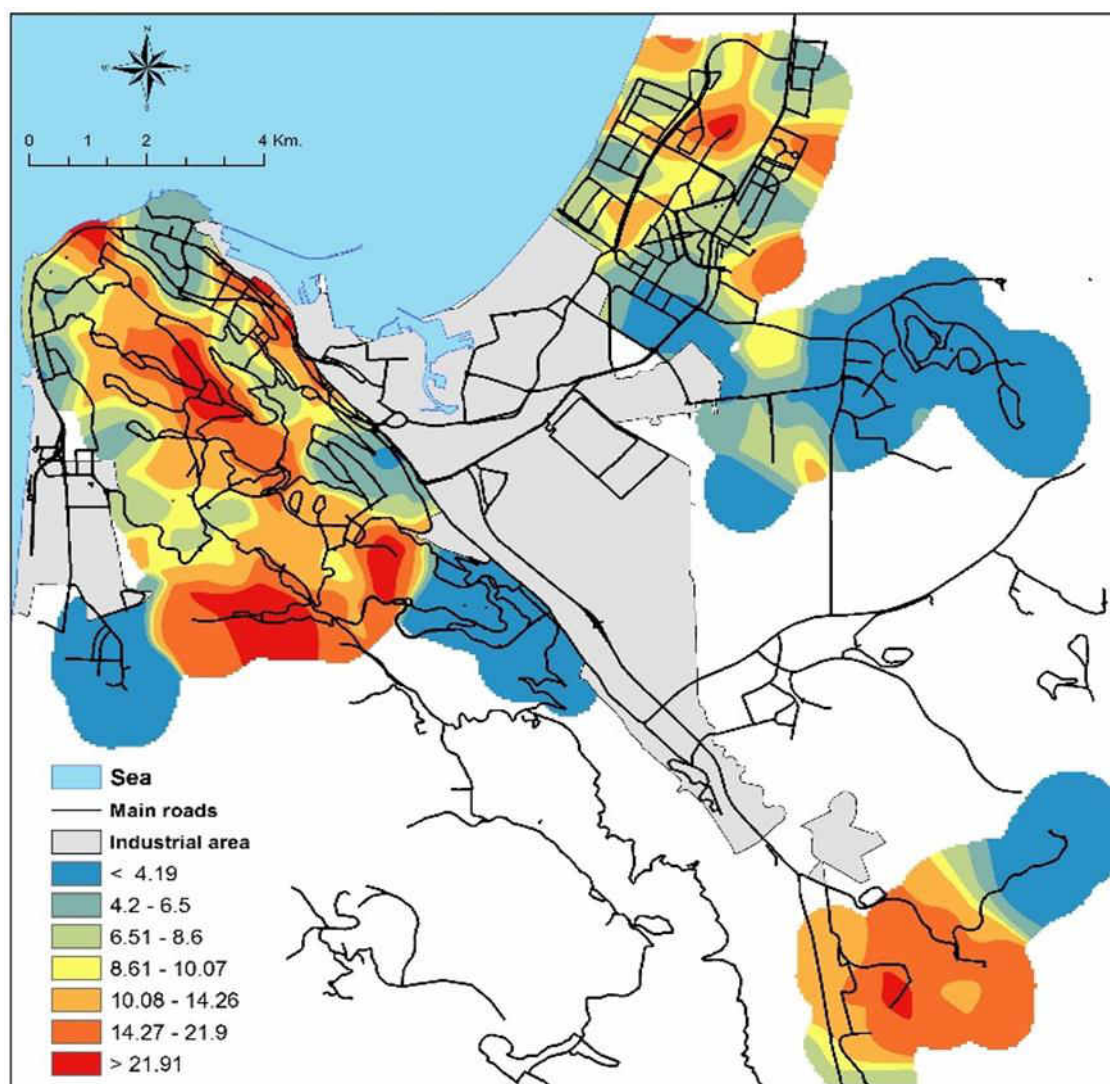 N
W E
S
0 1 2 4 Km.
Sea
Main roads
Industrial area
< 4.19
4.2 - 6.5
6.51 - 8.6
8.61 - 10.07
10.08 - 14.26
14.27 - 21.9
> 21.91